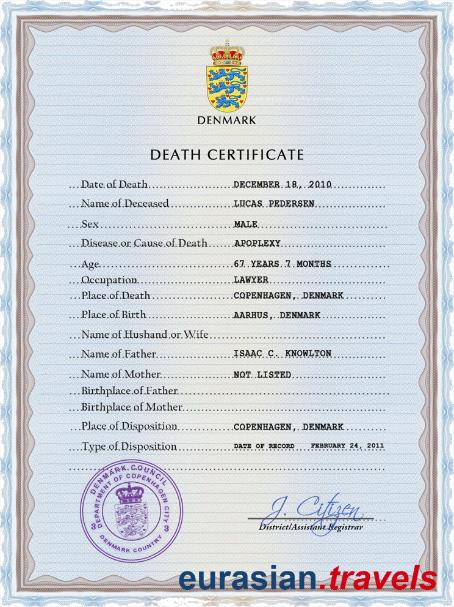 DENMARK
DEATH CERTIFICATE
Date of Death DECEMBER 18, 2010
Name of Deceased LUCAS PEDERSEN
Sex MALE
Disease or Cause of Death APOPLEXY
Age 67 YEARS 7 MONTHS
Occupation LAWYER
Place of Death COPENHAGEN, DENMARK
Place of Birth AARHUS, DENMARK
Name of Husband or Wife
Name of Father ISAAC C. KNOWLTON
Name of Mother NOT LISTED
Birthplace of Father
Birthplace of Mother
Place of Disposition COPENHAGEN, DENMARK
Type of Disposition DATE OF RECORD FEBRUARY 24, 2011
DENMARK COUNCIL
DEPARTMENT OF COPENHAGEN CITY
DENMARK COUNTRY
J. Citizen
District/Assistant Registrar
eurasian.travels